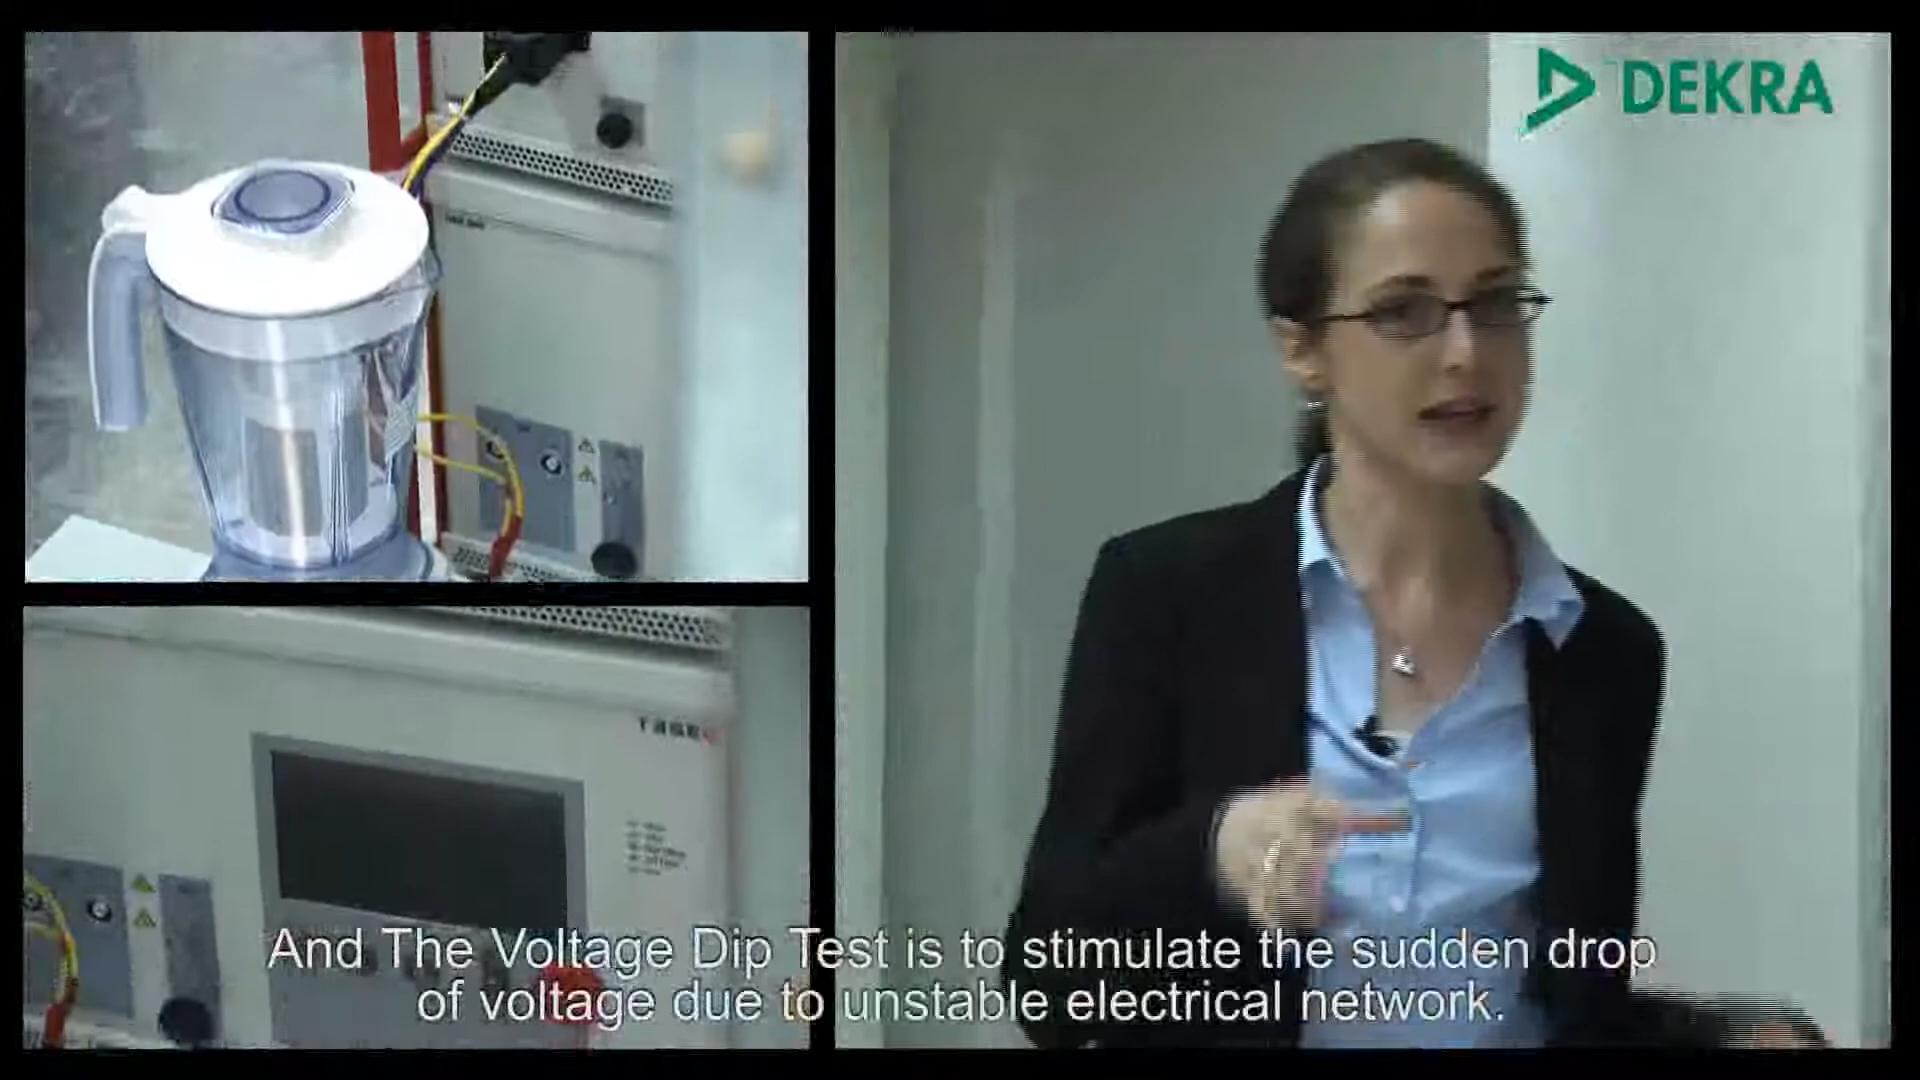 DEKRA
And The Voltage Dip Test is to stimulate the sudden drop
of voltage due to unstable electrical network.